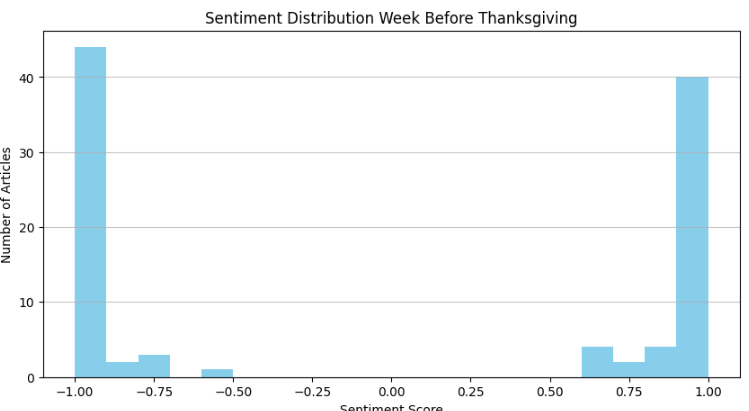 Sentiment Distribution Week Before Thanksgiving
Number of Articles
40
30
20
10
0
−1.00 −0.75 −0.50 −0.25 0.00 0.25 0.50 0.75 1.00
Sentiment Score